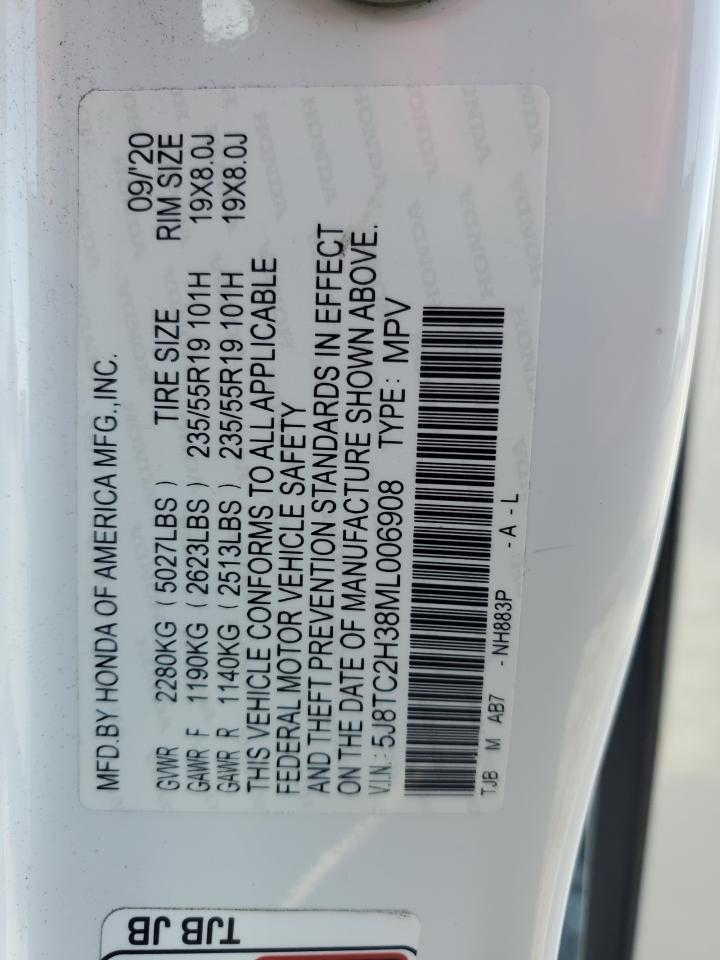 MFD.BY HONDA OF AMERICA MFG.,INC. 09/'20
GVWR 2280KG (5027LBS) TIRE SIZE RIM SIZE
GAWR F 1190KG (2623LBS) 235/55R19 101H 19X8.0J
GAWR R 1140KG (2513LBS) 235/55R19 101H 19X8.0J
THIS VEHICLE CONFORMS TO ALL APPLICABLE
FEDERAL MOTOR VEHICLE SAFETY
AND THEFT PREVENTION STANDARDS IN EFFECT
ON THE DATE OF MANUFACTURE SHOWN ABOVE.
V.I.N.: 5J8TC2H38ML006908 TYPE: MPV
TJB M AB7 -NH883P -A-L
TJB JB